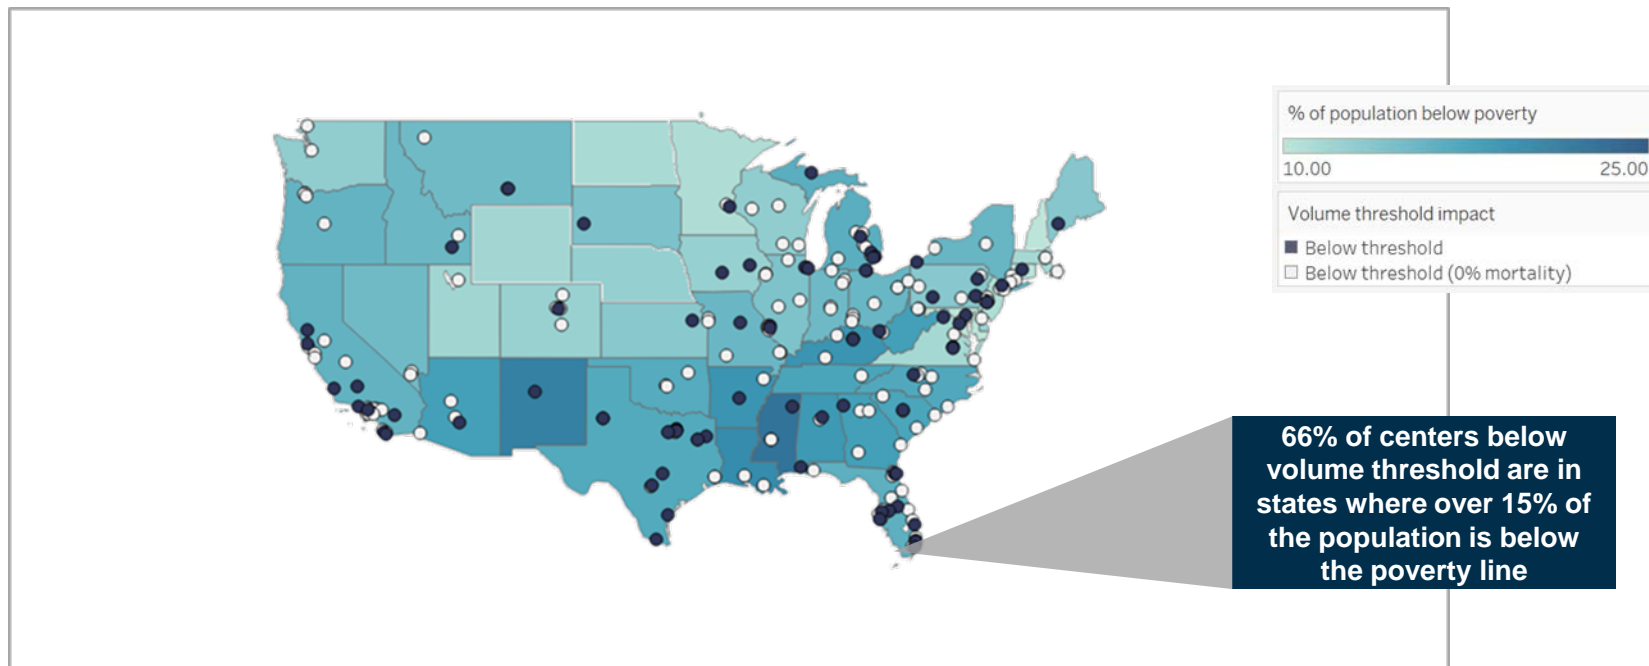 % of population below poverty
10.00 25.00
Volume threshold impact
Below threshold
Below threshold (0% mortality)
66% of centers below
volume threshold are in
states where over 15% of
the population is below
the poverty line